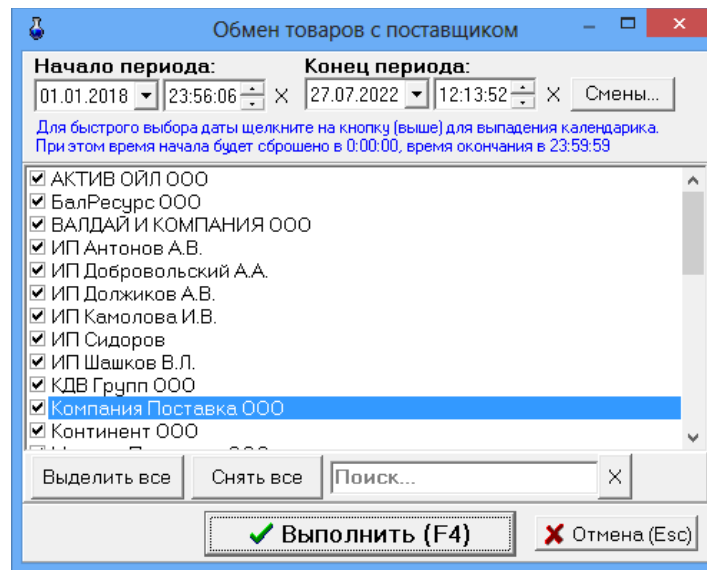 Обмен товаров с поставщиком
Начало периода: Конец периода:
01.01.2018 23:56:06 X 27.07.2022 12:13:52 X Смены...
Для быстрого выбора даты щелкните на кнопку (выше) для выпадения календарика.
При этом время начала будет сброшено в 0:00:00, время окончания в 23:59:59
АКТИВ ОЙЛ ООО
БалРесурс ООО
ВАЛДАЙ И КОМПАНИЯ ООО
ИП Антонов А.В.
ИП Добровольский А.А.
ИП Должиков А.В.
ИП Камолова И.В.
ИП Сидоров
ИП Шашков В.Л.
КДВ Групп ООО
Компания Поставка ООО
Континент ООО
Выделить все Снять все Поиск... X
Выполнить (F4) Отмена (Esc)